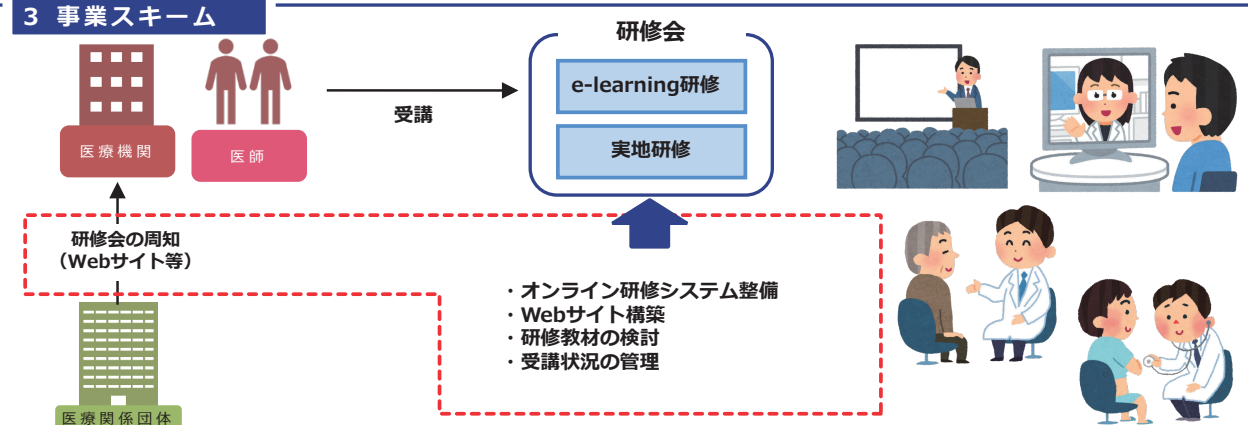 3 事業スキーム
研修会
e-learning研修
実地研修
受講
医療機関
医師
研修会の周知
（Webサイト等）
・オンライン研修システム整備
・Webサイト構築
・研修教材の検討
・受講状況の管理
医療関係団体